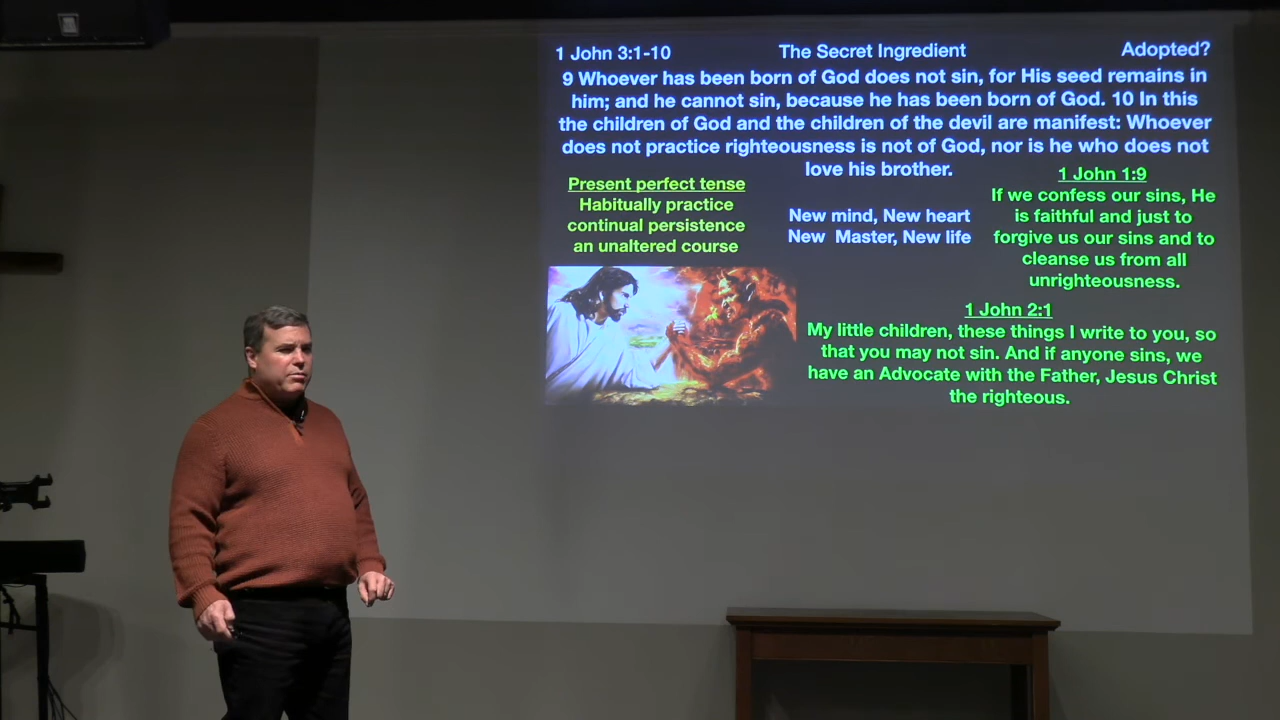 1 John 3:1-10 The Secret Ingredient Adopted?
9 Whoever has been born of God does not sin, for His seed remains in
him; and he cannot sin, because he has been born of God. 10 In this
the children of God and the children of the devil are manifest: Whoever
does not practice righteousness is not of God, nor is he who does not
love his brother.
Present perfect tense
Habitually practice
continual persistence
an unaltered course
New mind, New heart
New Master, New life
1 John 1:9
If we confess our sins, He
is faithful and just to
forgive us our sins and to
cleanse us from all
unrighteousness.
1 John 2:1
My little children, these things I write to you, so
that you may not sin. And if anyone sins, we
have an Advocate with the Father, Jesus Christ
the righteous.